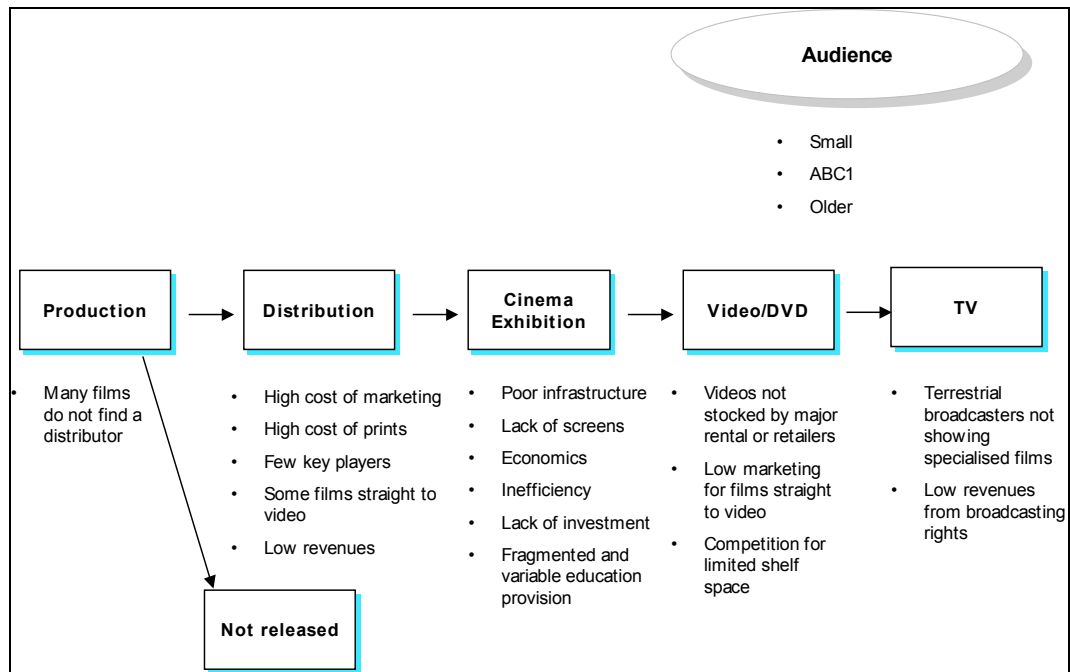 Audience
• Small
• ABC1
• Older
Production
Distribution
Cinema
Exhibition
Video/DVD
TV
• Many films
do not find a
distributor
• High cost of marketing
• High cost of prints
• Few key players
• Some films straight to
video
• Low revenues
• Poor infrastructure
• Lack of screens
• Economics
• Inefficiency
• Lack of investment
• Fragmented and
variable education
provision
• Videos not
stocked by major
rental or retailers
• Low marketing
for films straight
to video
• Competition for
limited shelf
space
• Terrestrial
broadcasters not
showing
specialised films
• Low revenues
from broadcasting
rights
Not released